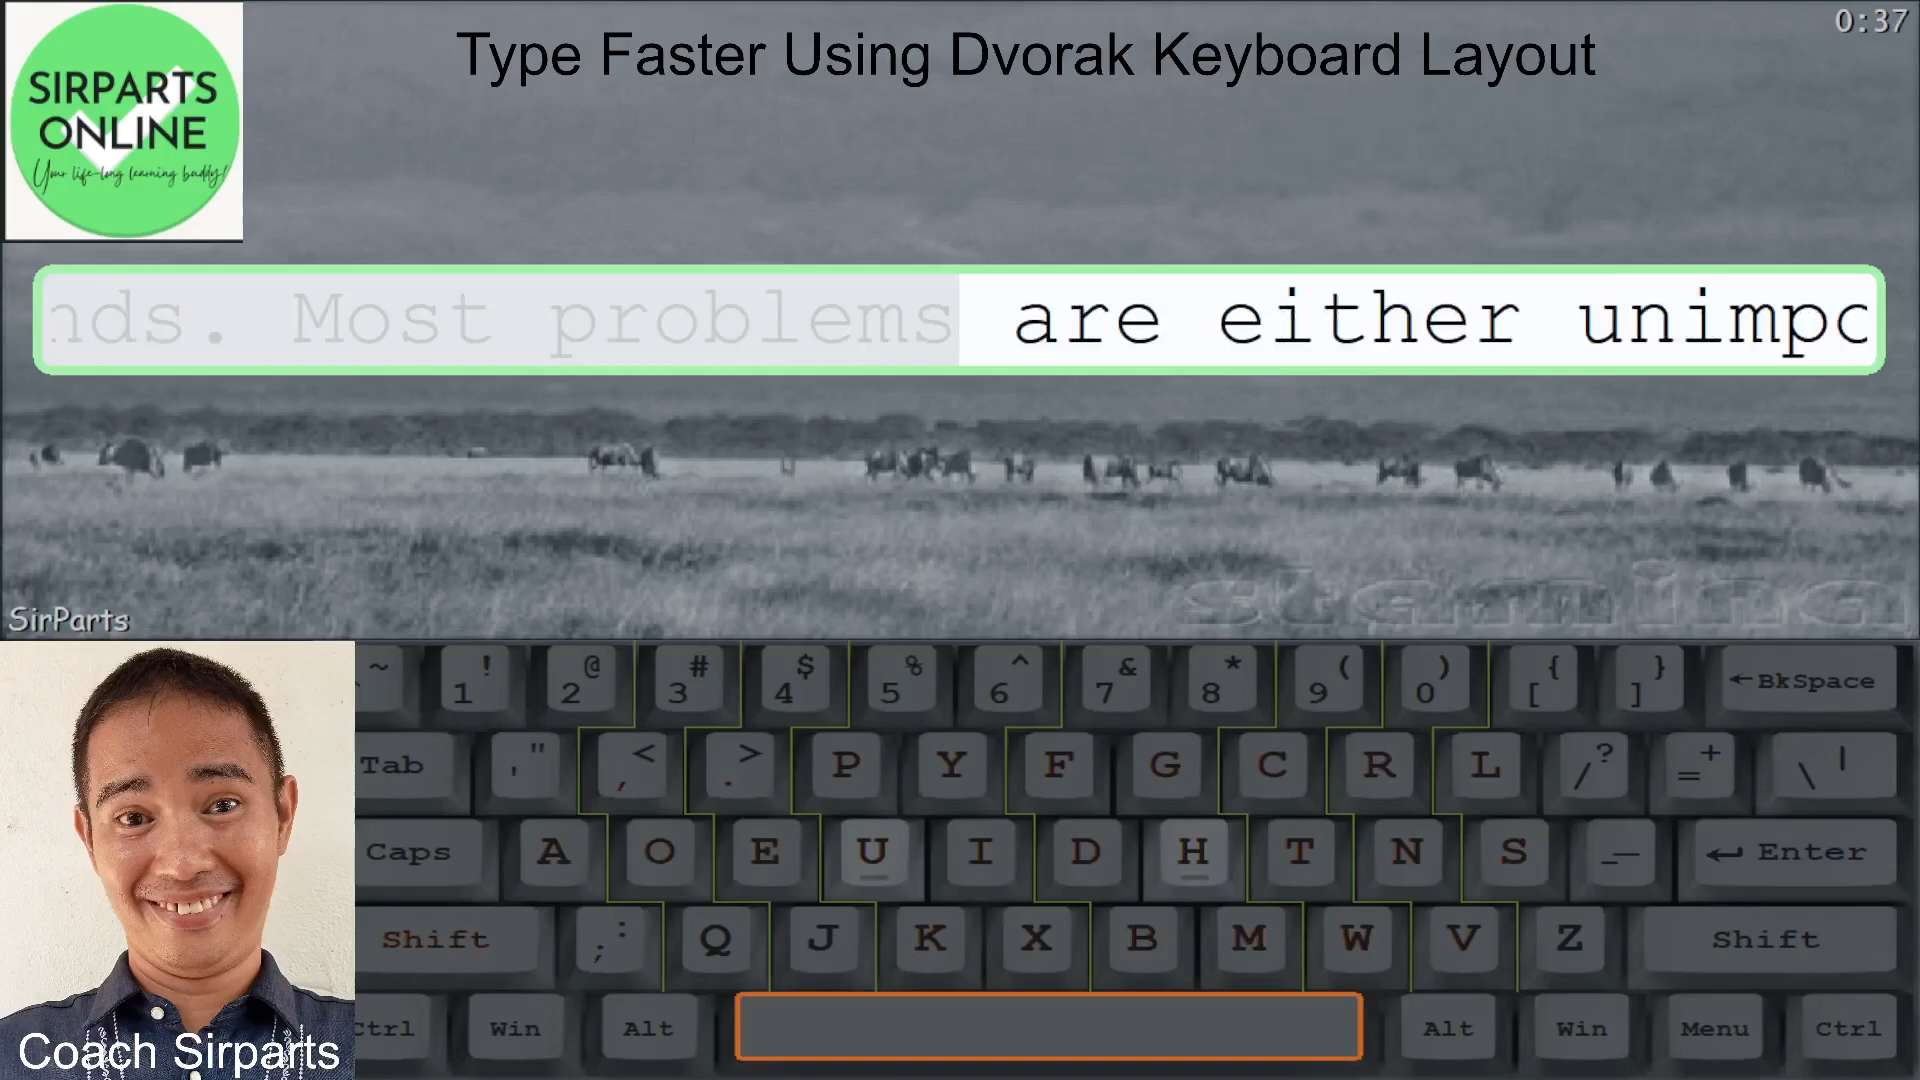 0:37
Type Faster Using Dvorak Keyboard Layout
SIRPARTS
ONLINE
Your life-long learning buddy!
nds. Most problems are either unimpo
stamina
SirParts
~ ! 1 @ 2 # 3 $ 4 % 5 ^ 6 & 7 * 8 ( 9 ) 0 { [ } ] ←BkSpace
Tab " ' < , > . P Y F G C R L ? / + = | \
Caps A O E U I D H T N S _ - Enter
Shift : ; Q J K X B M W V Z Shift
Ctrl Win Alt Alt Win Menu Ctrl
Coach Sirparts